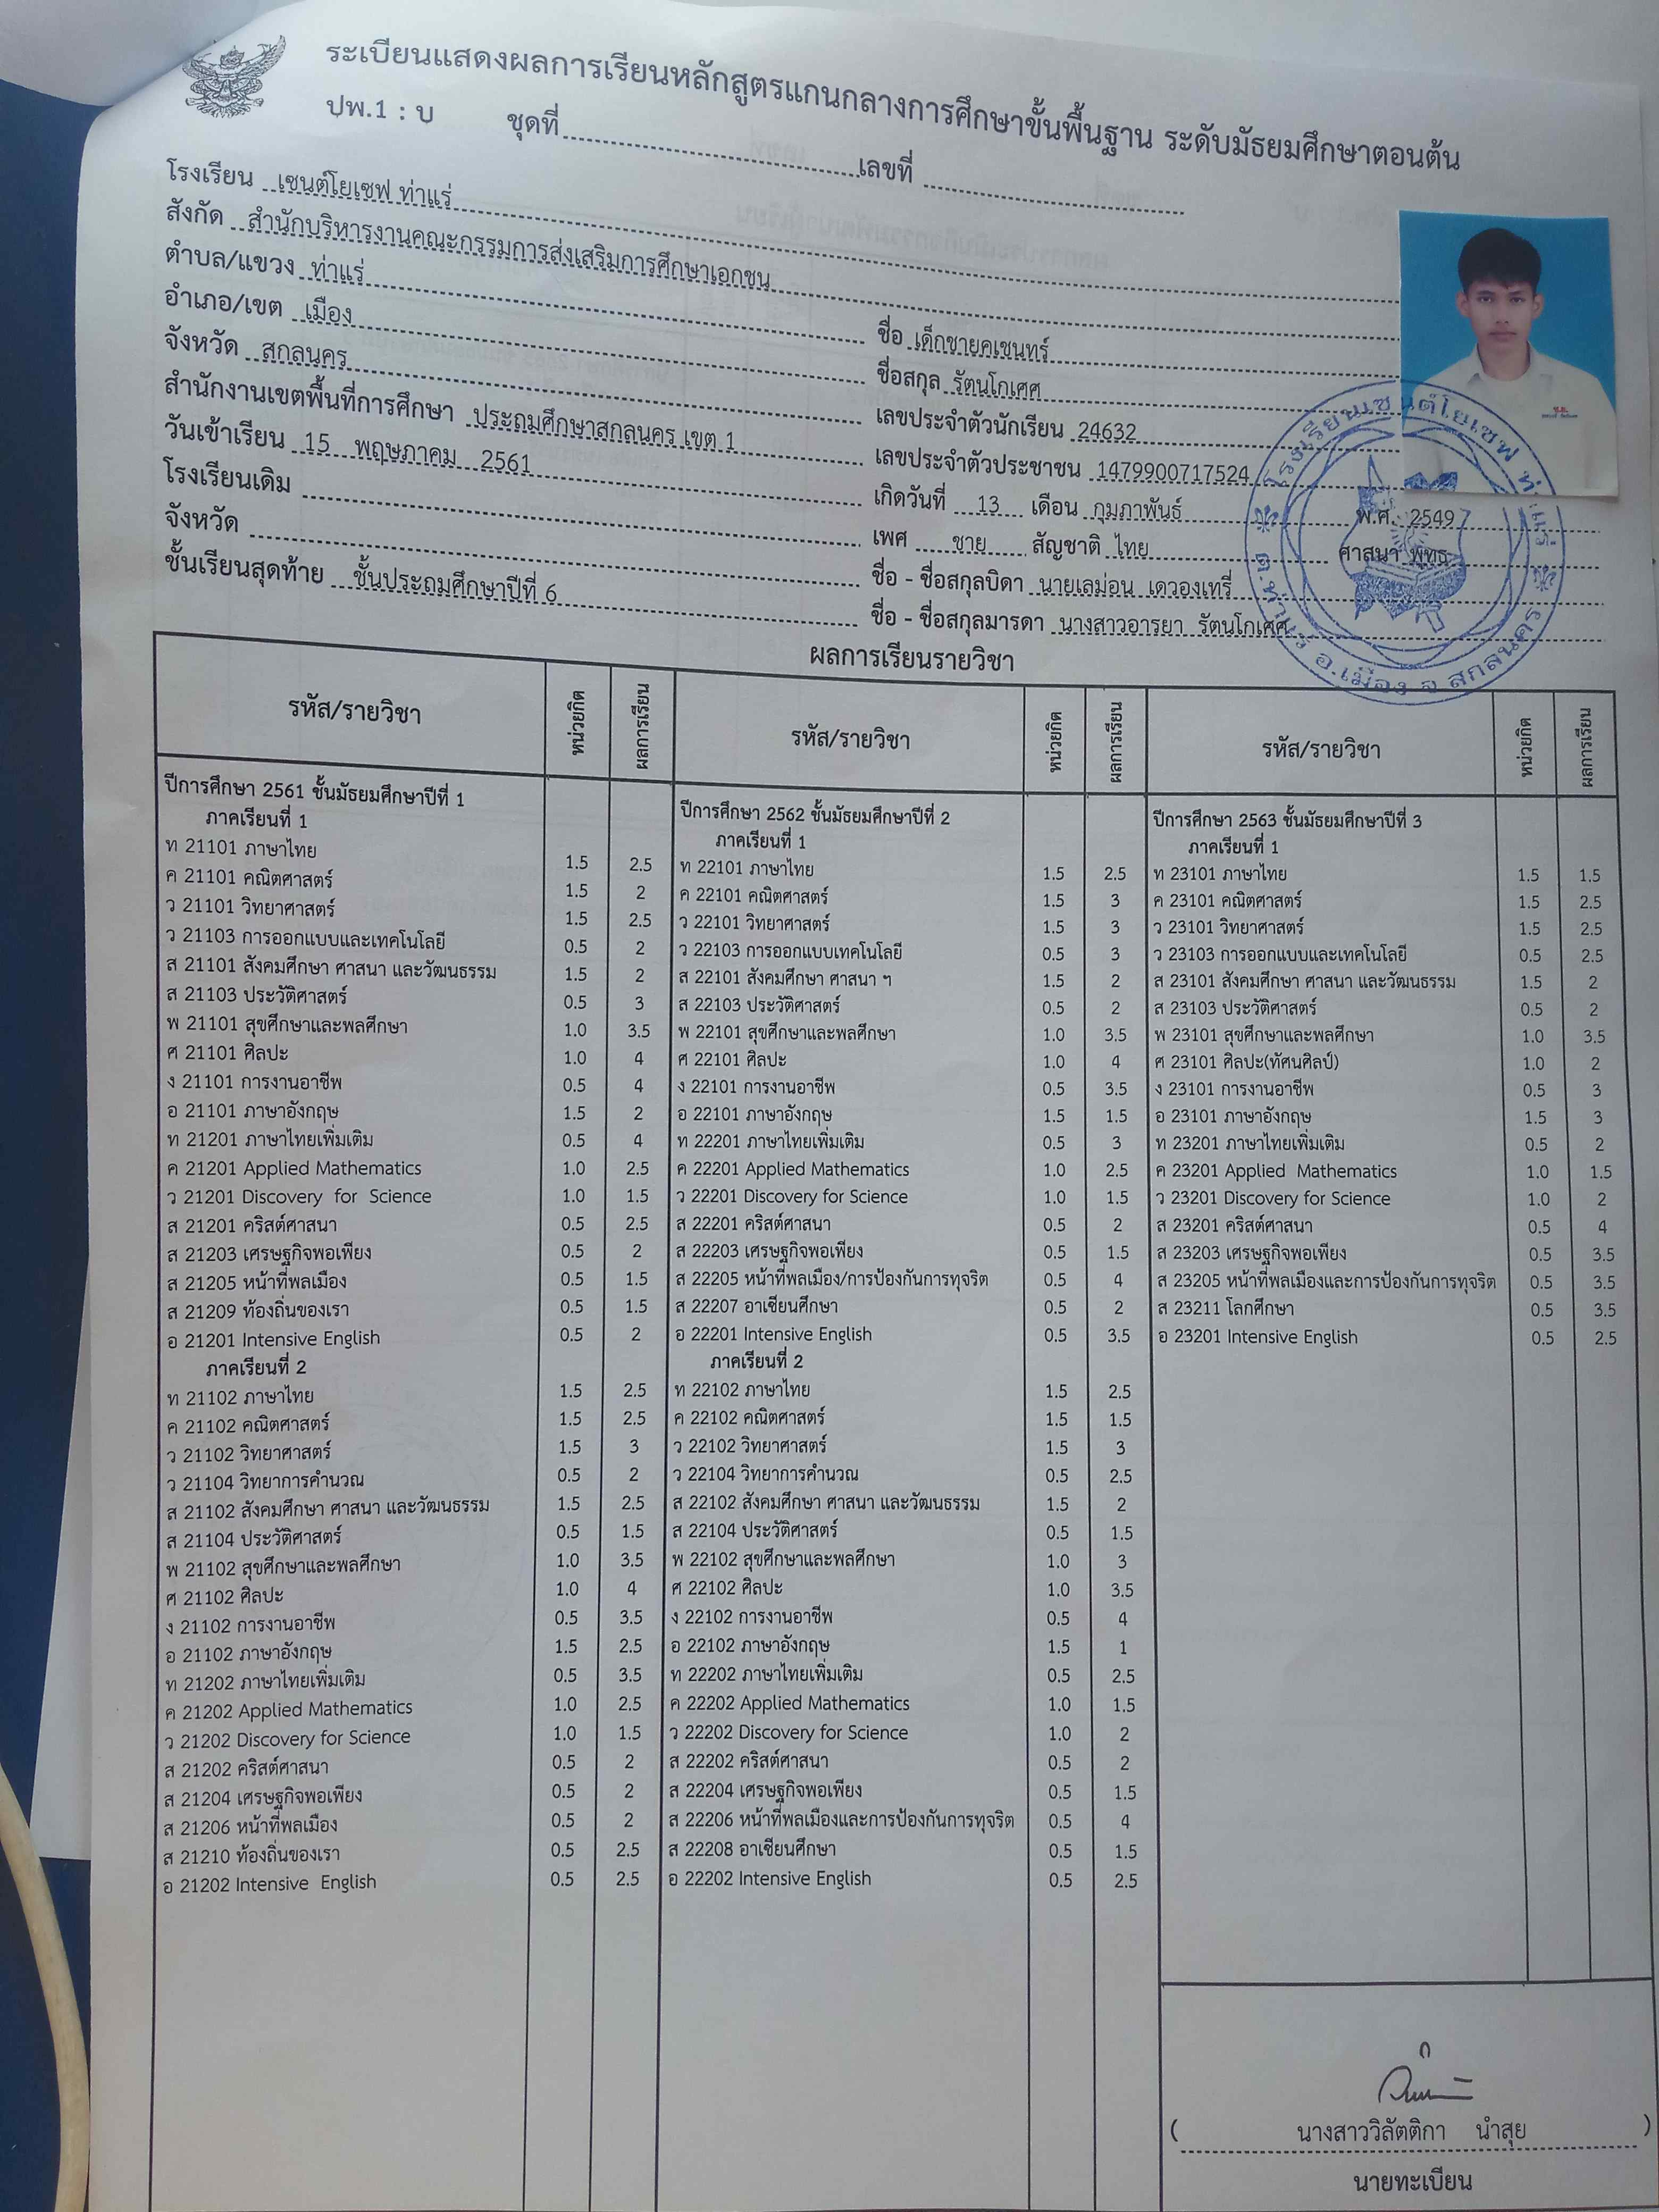 ระเบียนแสดงผลการเรียนหลักสูตรแกนกลางการศึกษาขั้นพื้นฐาน ระดับมัธยมศึกษาตอนต้น
ปพ.1 : บ ชุดที่ เลขที่
โรงเรียน เซนต์โยเซฟ ท่าแร่
สังกัด สำนักบริหารงานคณะกรรมการส่งเสริมการศึกษาเอกชน
ตำบล/แขวง ท่าแร่
อำเภอ/เขต เมือง
จังหวัด สกลนคร
สำนักงานเขตพื้นที่การศึกษา ประถมศึกษาสกลนคร เขต 1
วันเข้าเรียน 15 พฤษภาคม 2561
โรงเรียนเดิม
จังหวัด
ชั้นเรียนสุดท้าย ชั้นประถมศึกษาปีที่ 6
ชื่อ เด็กชายคเชนทร์
ชื่อสกุล รัตนโกเศศ
เลขประจำตัวนักเรียน 24632
เลขประจำตัวประชาชน 1479900717524
เกิดวันที่ 13 เดือน กุมภาพันธ์ พ.ศ. 2549
เพศ ชาย สัญชาติ ไทย ศาสนา พุทธ
ชื่อ - ชื่อสกุลบิดา นายเลม่อน เดวองเทรี่
ชื่อ - ชื่อสกุลมารดา นางสาวอารยา รัตนโกเศศ
โรงเรียนเซนต์โยเซฟ ท่าแร่
ต.ท่าแร่ อ.เมือง จ.สกลนคร
ผลการเรียนรายวิชา
รหัส/รายวิชา หน่วยกิต ผลการเรียน
ปีการศึกษา 2561 ชั้นมัธยมศึกษาปีที่ 1
ภาคเรียนที่ 1
ท 21101 ภาษาไทย 1.5 2.5
ค 21101 คณิตศาสตร์ 1.5 2
ว 21101 วิทยาศาสตร์ 1.5 2.5
ว 21103 การออกแบบและเทคโนโลยี 0.5 2
ส 21101 สังคมศึกษา ศาสนา และวัฒนธรรม 1.5 2
ส 21103 ประวัติศาสตร์ 0.5 3
พ 21101 สุขศึกษาและพลศึกษา 1.0 3.5
ศ 21101 ศิลปะ 1.0 4
ง 21101 การงานอาชีพ 0.5 4
อ 21101 ภาษาอังกฤษ 1.5 2
ท 21201 ภาษาไทยเพิ่มเติม 0.5 4
ค 21201 Applied Mathematics 1.0 2.5
ว 21201 Discovery for Science 1.0 1.5
ส 21201 คริสต์ศาสนา 0.5 2.5
ส 21203 เศรษฐกิจพอเพียง 0.5 2
ส 21205 หน้าที่พลเมือง 0.5 1.5
ส 21209 ท้องถิ่นของเรา 0.5 1.5
อ 21201 Intensive English 0.5 2
ภาคเรียนที่ 2
ท 21102 ภาษาไทย 1.5 2.5
ค 21102 คณิตศาสตร์ 1.5 2.5
ว 21102 วิทยาศาสตร์ 1.5 3
ว 21104 วิทยาการคำนวณ 0.5 2
ส 21102 สังคมศึกษา ศาสนา และวัฒนธรรม 1.5 2.5
ส 21104 ประวัติศาสตร์ 0.5 1.5
พ 21102 สุขศึกษาและพลศึกษา 1.0 3.5
ศ 21102 ศิลปะ 1.0 4
ง 21102 การงานอาชีพ 0.5 3.5
อ 21102 ภาษาอังกฤษ 1.5 2.5
ท 21202 ภาษาไทยเพิ่มเติม 0.5 3.5
ค 21202 Applied Mathematics 1.0 2.5
ว 21202 Discovery for Science 1.0 1.5
ส 21202 คริสต์ศาสนา 0.5 2
ส 21204 เศรษฐกิจพอเพียง 0.5 2
ส 21206 หน้าที่พลเมือง 0.5 2
ส 21210 ท้องถิ่นของเรา 0.5 2.5
อ 21202 Intensive English 0.5 2.5
รหัส/รายวิชา หน่วยกิต ผลการเรียน
ปีการศึกษา 2562 ชั้นมัธยมศึกษาปีที่ 2
ภาคเรียนที่ 1
ท 22101 ภาษาไทย 1.5 2.5
ค 22101 คณิตศาสตร์ 1.5 3
ว 22101 วิทยาศาสตร์ 1.5 3
ว 22103 การออกแบบเทคโนโลยี 0.5 3
ส 22101 สังคมศึกษา ศาสนา ฯ 1.5 2
ส 22103 ประวัติศาสตร์ 0.5 2
พ 22101 สุขศึกษาและพลศึกษา 1.0 3.5
ศ 22101 ศิลปะ 1.0 4
ง 22101 การงานอาชีพ 0.5 3.5
อ 22101 ภาษาอังกฤษ 1.5 1.5
ท 22201 ภาษาไทยเพิ่มเติม 0.5 3
ค 22201 Applied Mathematics 1.0 2.5
ว 22201 Discovery for Science 1.0 1.5
ส 22201 คริสต์ศาสนา 0.5 2
ส 22203 เศรษฐกิจพอเพียง 0.5 1.5
ส 22205 หน้าที่พลเมือง/การป้องกันการทุจริต 0.5 4
ส 22207 อาเซียนศึกษา 0.5 2
อ 22201 Intensive English 0.5 3.5
ภาคเรียนที่ 2
ท 22102 ภาษาไทย 1.5 2.5
ค 22102 คณิตศาสตร์ 1.5 1.5
ว 22102 วิทยาศาสตร์ 1.5 3
ว 22104 วิทยาการคำนวณ 0.5 2.5
ส 22102 สังคมศึกษา ศาสนา และวัฒนธรรม 1.5 2
ส 22104 ประวัติศาสตร์ 0.5 1.5
พ 22102 สุขศึกษาและพลศึกษา 1.0 3
ศ 22102 ศิลปะ 1.0 3.5
ง 22102 การงานอาชีพ 0.5 4
อ 22102 ภาษาอังกฤษ 1.5 1
ท 22202 ภาษาไทยเพิ่มเติม 0.5 2.5
ค 22202 Applied Mathematics 1.0 1.5
ว 22202 Discovery for Science 1.0 2
ส 22202 คริสต์ศาสนา 0.5 2
ส 22204 เศรษฐกิจพอเพียง 0.5 1.5
ส 22206 หน้าที่พลเมืองและการป้องกันการทุจริต 0.5 4
ส 22208 อาเซียนศึกษา 0.5 1.5
อ 22202 Intensive English 0.5 2.5
รหัส/รายวิชา หน่วยกิต ผลการเรียน
ปีการศึกษา 2563 ชั้นมัธยมศึกษาปีที่ 3
ภาคเรียนที่ 1
ท 23101 ภาษาไทย 1.5 1.5
ค 23101 คณิตศาสตร์ 1.5 2.5
ว 23101 วิทยาศาสตร์ 1.5 2.5
ว 23103 การออกแบบและเทคโนโลยี 0.5 2.5
ส 23101 สังคมศึกษา ศาสนา และวัฒนธรรม 1.5 2
ส 23103 ประวัติศาสตร์ 0.5 2
พ 23101 สุขศึกษาและพลศึกษา 1.0 3.5
ศ 23101 ศิลปะ(ทัศนศิลป์) 1.0 2
ง 23101 การงานอาชีพ 0.5 3
อ 23101 ภาษาอังกฤษ 1.5 3
ท 23201 ภาษาไทยเพิ่มเติม 0.5 2
ค 23201 Applied Mathematics 1.0 1.5
ว 23201 Discovery for Science 1.0 2
ส 23201 คริสต์ศาสนา 0.5 4
ส 23203 เศรษฐกิจพอเพียง 0.5 3.5
ส 23205 หน้าที่พลเมืองและการป้องกันการทุจริต 0.5 3.5
ส 23211 โลกศึกษา 0.5 3.5
อ 23201 Intensive English 0.5 2.5
( นางสาววิลัตติกา นำสุย )
นายทะเบียน